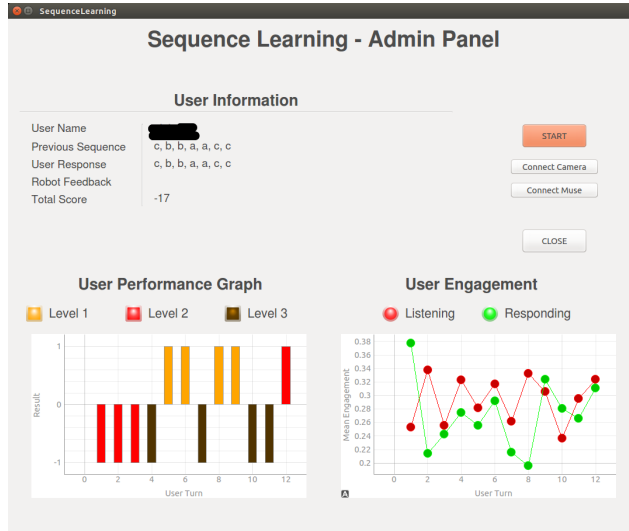 SequenceLearning
Sequence Learning - Admin Panel
User Information
User Name
Previous Sequence c, b, b, a, a, c, c
User Response c, b, b, a, a, c, c
Robot Feedback
Total Score -17
START
Connect Camera
Connect Muse
CLOSE
User Performance Graph
Level 1 Level 2 Level 3
Result
1
0
-1
0 2 4 6 8 10 12
User Turn
User Engagement
Listening Responding
Mean Engagement
0.38
0.36
0.34
0.32
0.3
0.28
0.26
0.24
0.22
0.2
0 2 4 6 8 10 12
User Turn
A